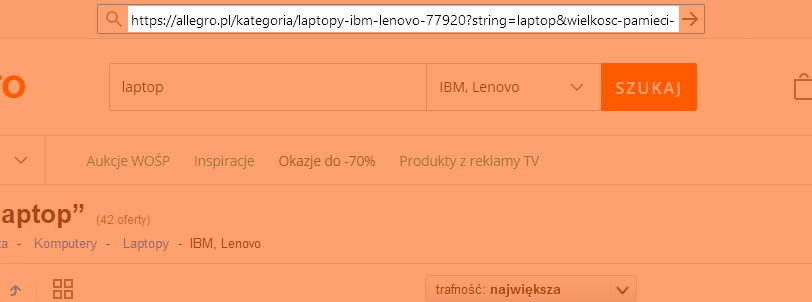 https://allegro.pl/kategoria/laptopy-ibm-lenovo-77920?string=laptop&wielkosc-pamieci-
laptop IBM, Lenovo SZUKAJ
Aukcje WOŚP Inspiracje Okazje do -70% Produkty z reklamy TV
aptop” (42 oferty)
Komputery - Laptopy - IBM, Lenovo
trafność: największa